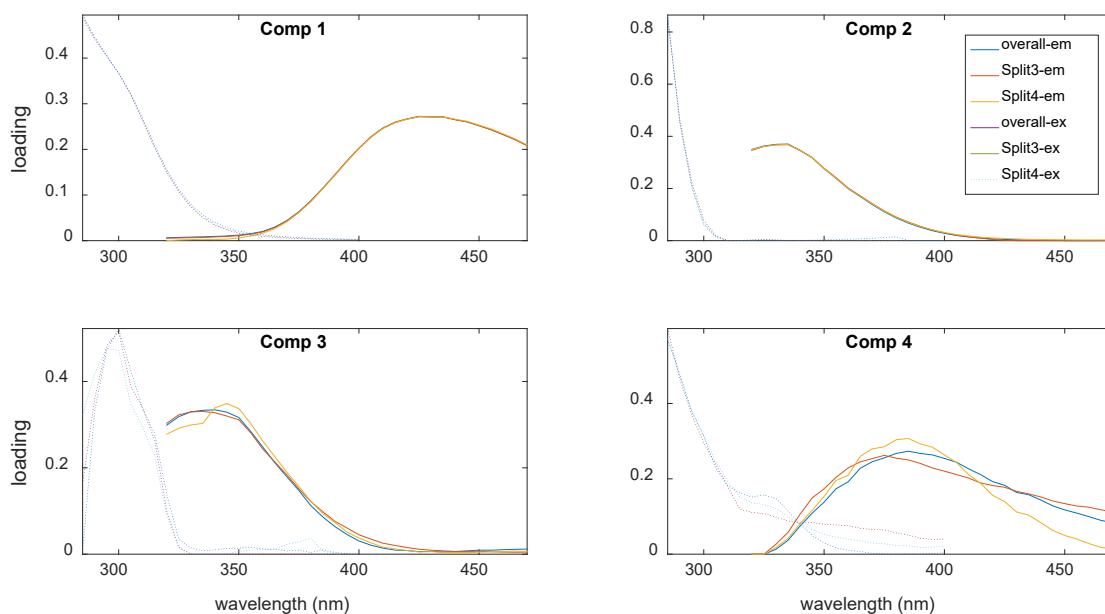 Comp 1
loading
0.4
0.3
0.2
0.1
0
300
350
400
450
Comp 2
0.8
0.6
0.4
0.2
0
300
350
400
450
overall-em
Split3-em
Split4-em
overall-ex
Split3-ex
Split4-ex
Comp 3
loading
0.4
0.2
0
300
350
400
450
wavelength (nm)
Comp 4
0.4
0.2
0
300
350
400
450
wavelength (nm)